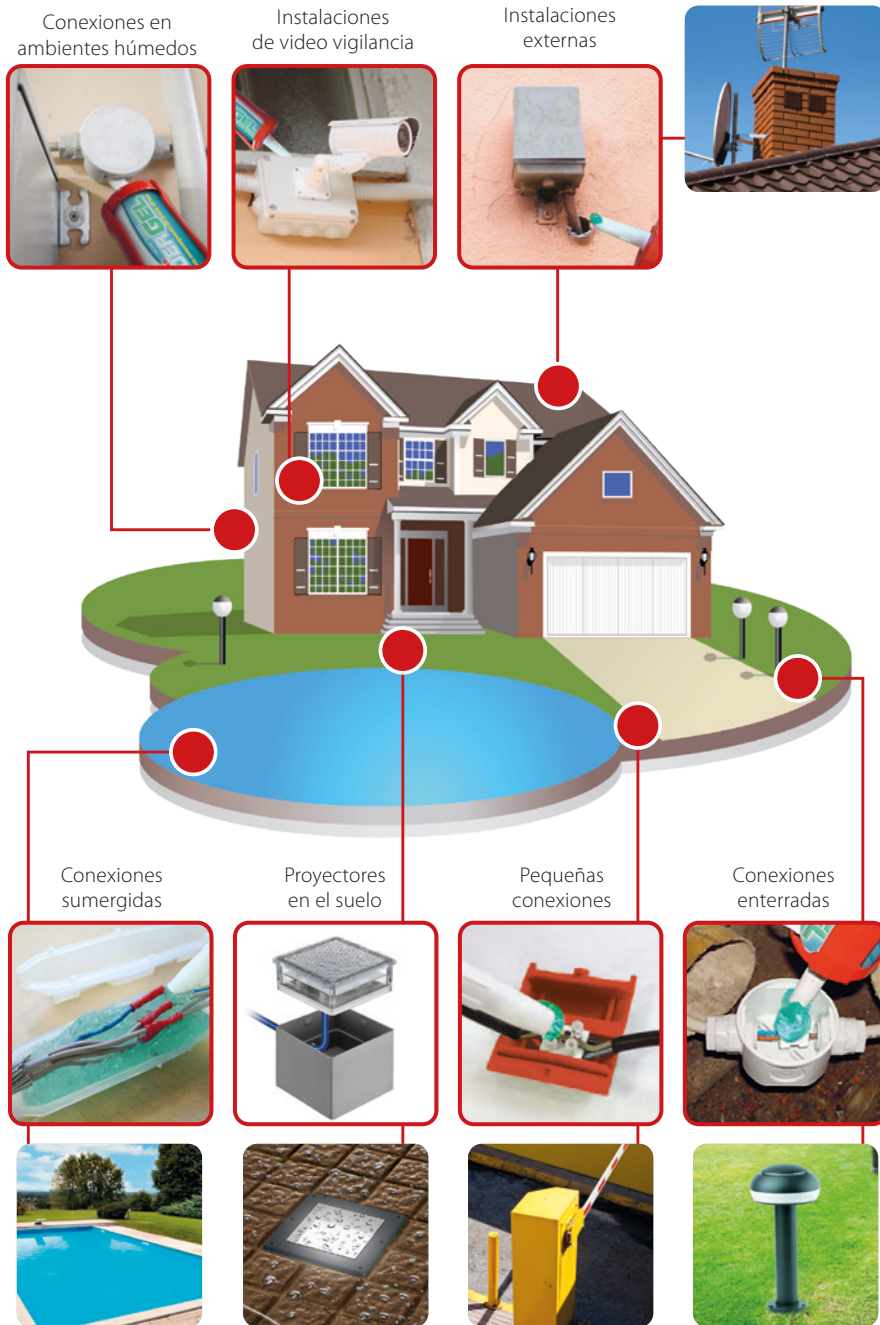 Conexiones en
ambientes húmedos
Instalaciones
de video vigilancia
Instalaciones
externas
GEL
Conexiones
sumergidas
Proyectores
en el suelo
Pequeñas
conexiones
Conexiones
enterradas